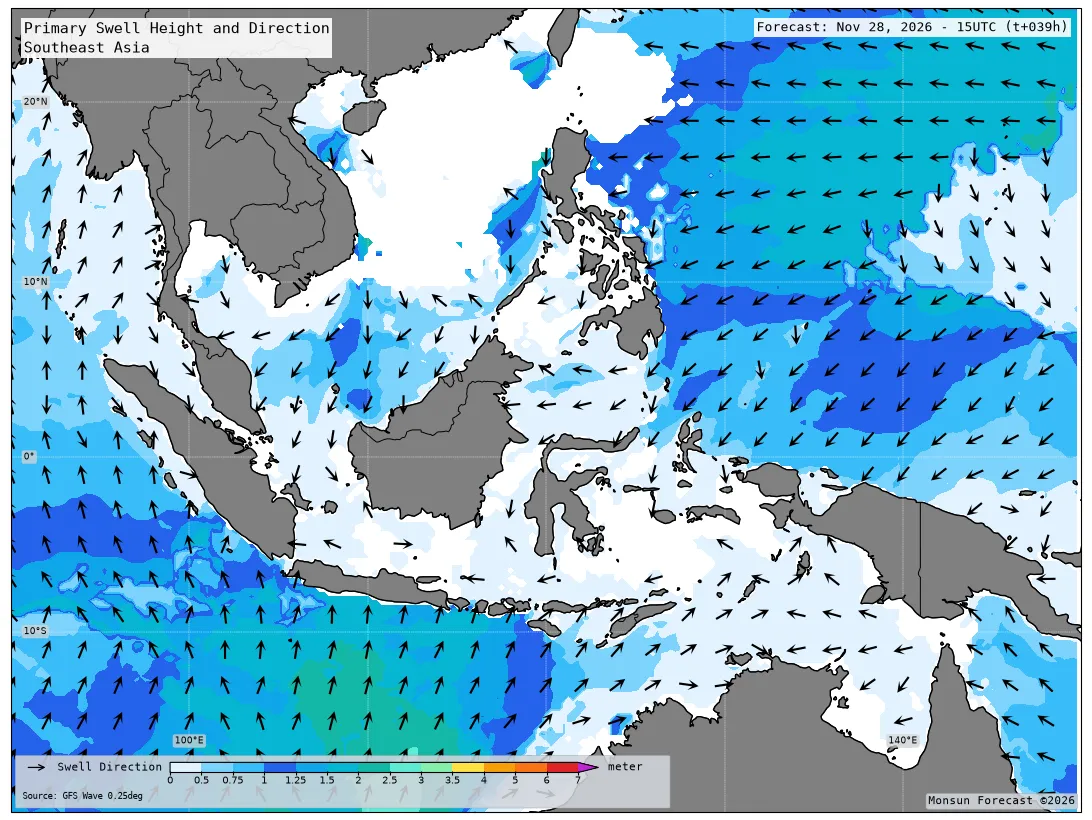 Primary Swell Height and Direction
Southeast Asia
Forecast: Nov 28, 2026 - 15UTC (t+039h)
20°N
10°N
0°
10°S
100°E
140°E
Swell Direction
0 0.5 0.75 1 1.25 1.5 2 2.5 3 3.5 4 5 6 7
meter
Source: GFS Wave 0.25deg
Monsun Forecast ©2026